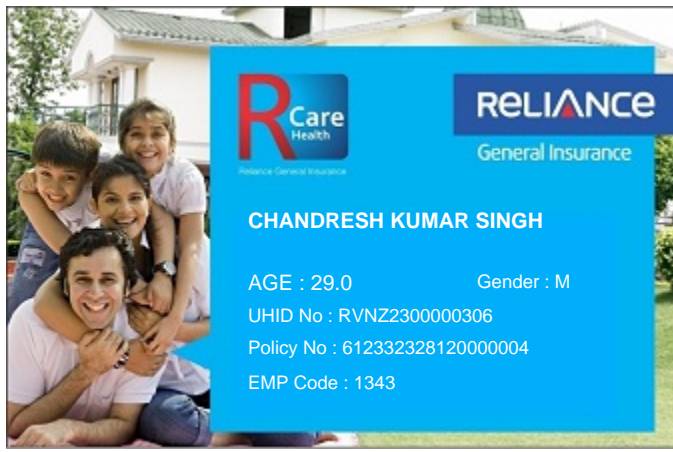 R Care
Health
Reliance General Insurance
RELIANCE
General Insurance
CHANDRESH KUMAR SINGH
AGE : 29.0
Gender : M
UHID No : RVNZ2300000306
Policy No : 612332328120000004
EMP Code : 1343